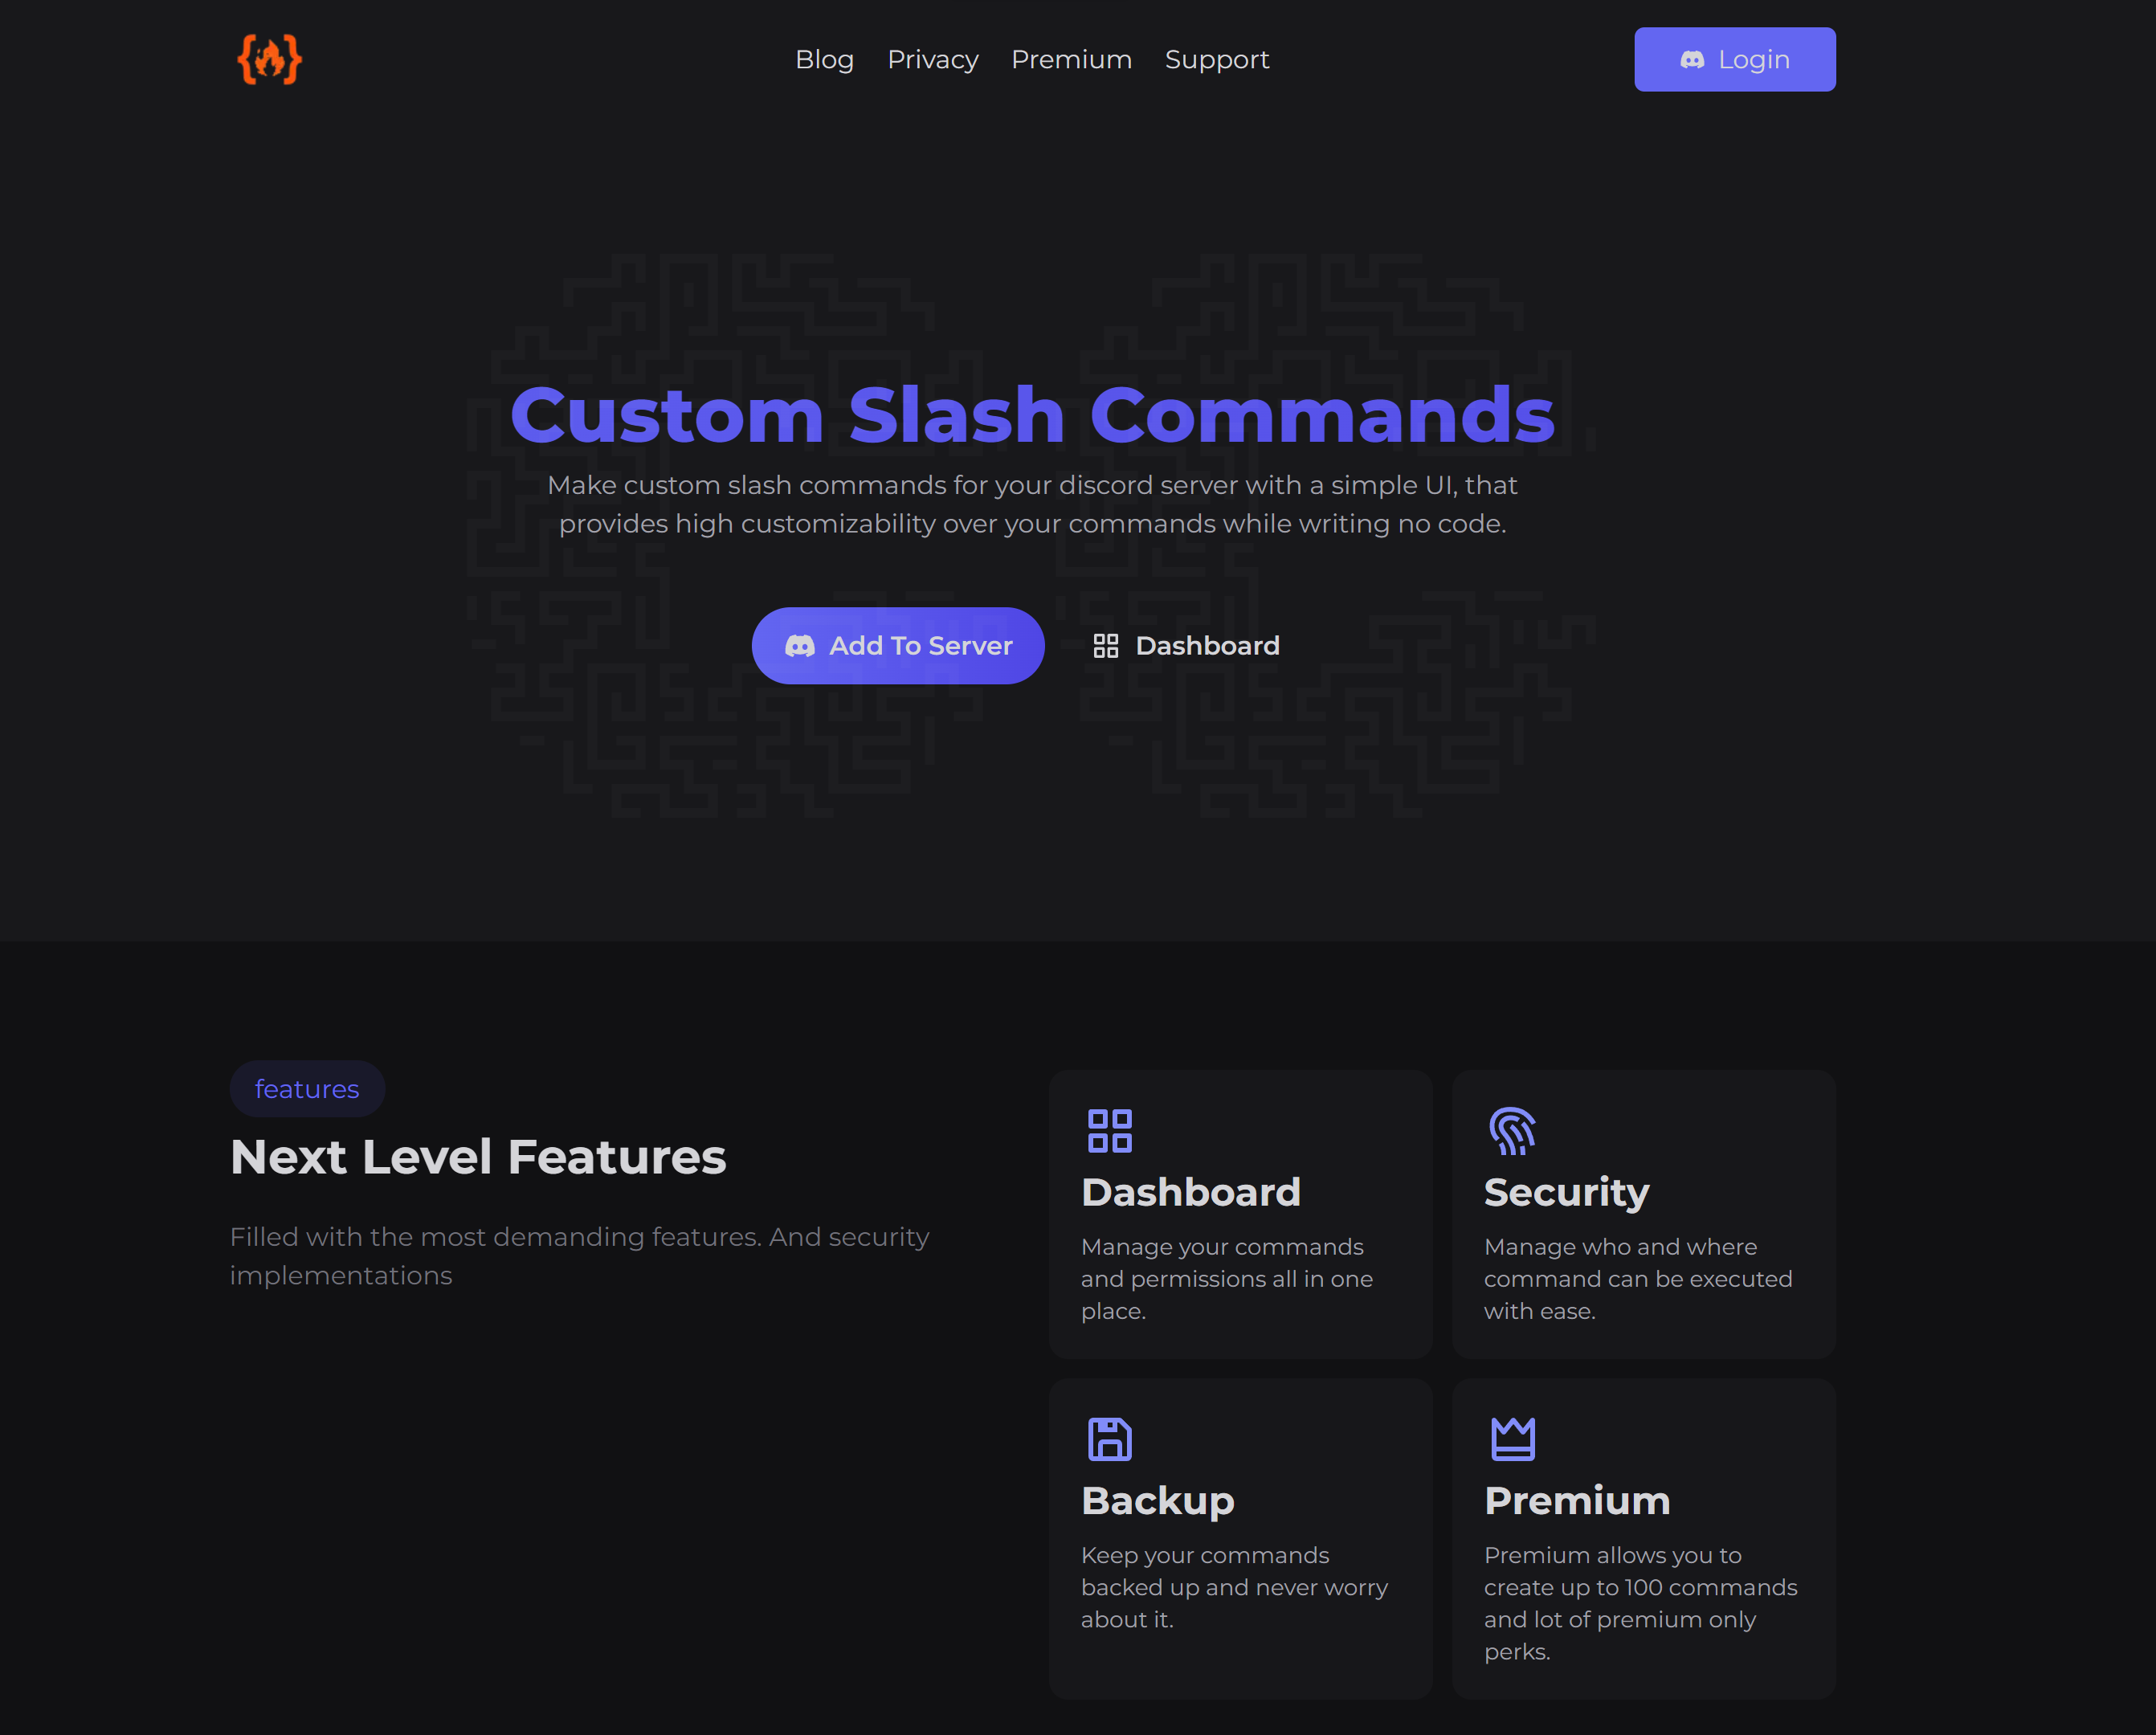 Blog Privacy Premium Support
Login
Custom Slash Commands
Make custom slash commands for your discord server with a simple UI, that
provides high customizability over your commands while writing no code.
Add To Server
Dashboard
features
Next Level Features
Filled with the most demanding features. And security
implementations
Dashboard
Manage your commands
and permissions all in one
place.
Security
Manage who and where
command can be executed
with ease.
Backup
Keep your commands
backed up and never worry
about it.
Premium
Premium allows you to
create up to 100 commands
and lot of premium only
perks.